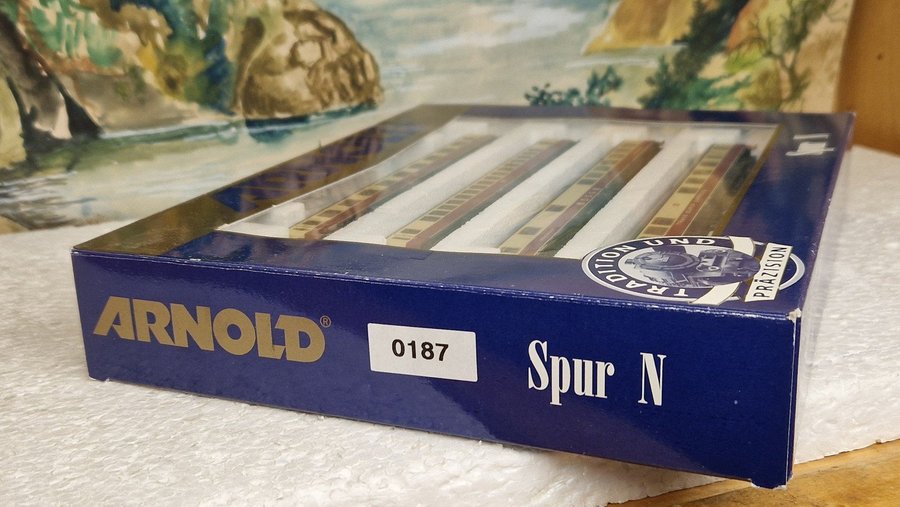 TRADITION UND
PRÄZISION
ARNOLD®
0187
Spur N